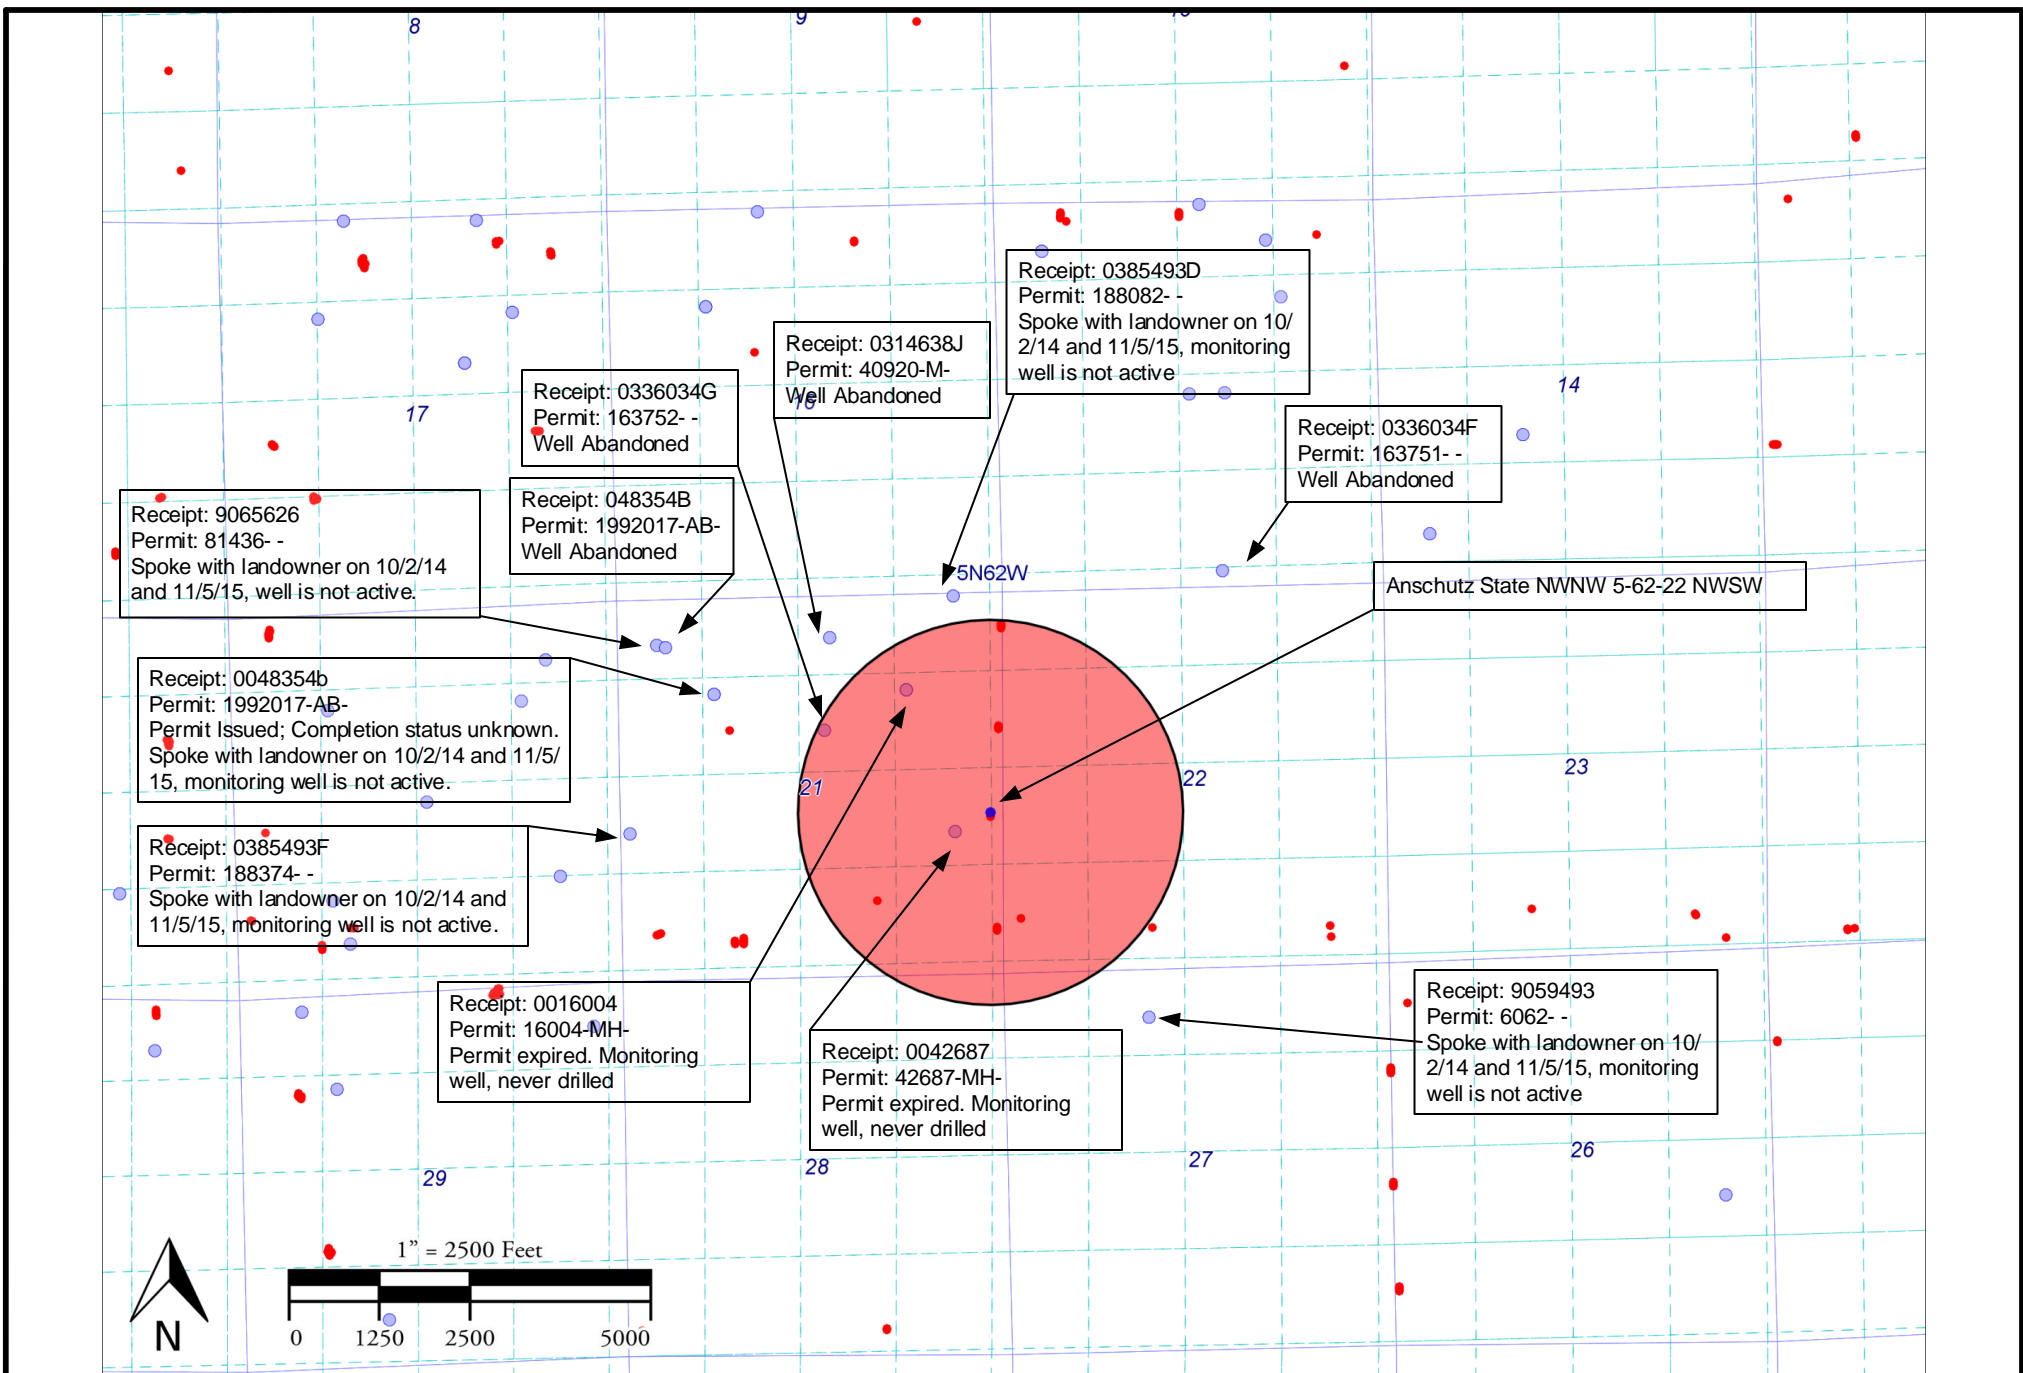 8
9
Receipt: 0385493D
Permit: 188082- -
Spoke with landowner on 10/
2/14 and 11/5/15, monitoring
well is not active
Receipt: 0314638J
Permit: 40920-M-
Well Abandoned
16
Receipt: 0336034G
Permit: 163752- -
Well Abandoned
17
14
Receipt: 0336034F
Permit: 163751- -
Well Abandoned
Receipt: 048354B
Permit: 1992017-AB-
Well Abandoned
Receipt: 9065626
Permit: 81436- -
Spoke with landowner on 10/2/14
and 11/5/15, well is not active.
5N62W
Anschutz State NWNW 5-62-22 NWSW
Receipt: 0048354b
Permit: 1992017-AB-
Permit Issued; Completion status unknown.
Spoke with landowner on 10/2/14 and 11/5/
15, monitoring well is not active.
21
22
23
Receipt: 0385493F
Permit: 188374- -
Spoke with landowner on 10/2/14 and
11/5/15, monitoring well is not active.
Receipt: 0016004
Permit: 16004-MH-
Permit expired. Monitoring
well, never drilled
Receipt: 0042687
Permit: 42687-MH-
Permit expired. Monitoring
well, never drilled
Receipt: 9059493
Permit: 6062- -
Spoke with landowner on 10/
2/14 and 11/5/15, monitoring
well is not active
29
28
27
26
1” = 2500 Feet
0 1250 2500 5000
N